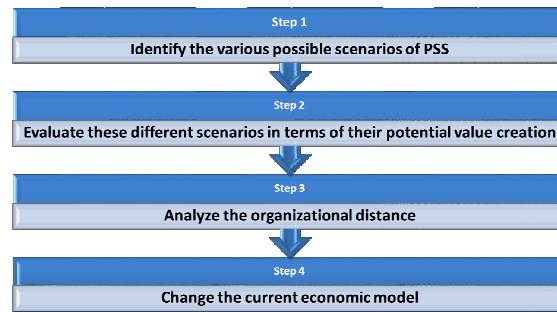 Step 1
Identify the various possible scenarios of PSS
Step 2
Evaluate these different scenarios in terms of their potential value creation
Step 3
Analyze the organizational distance
Step 4
Change the current economic model